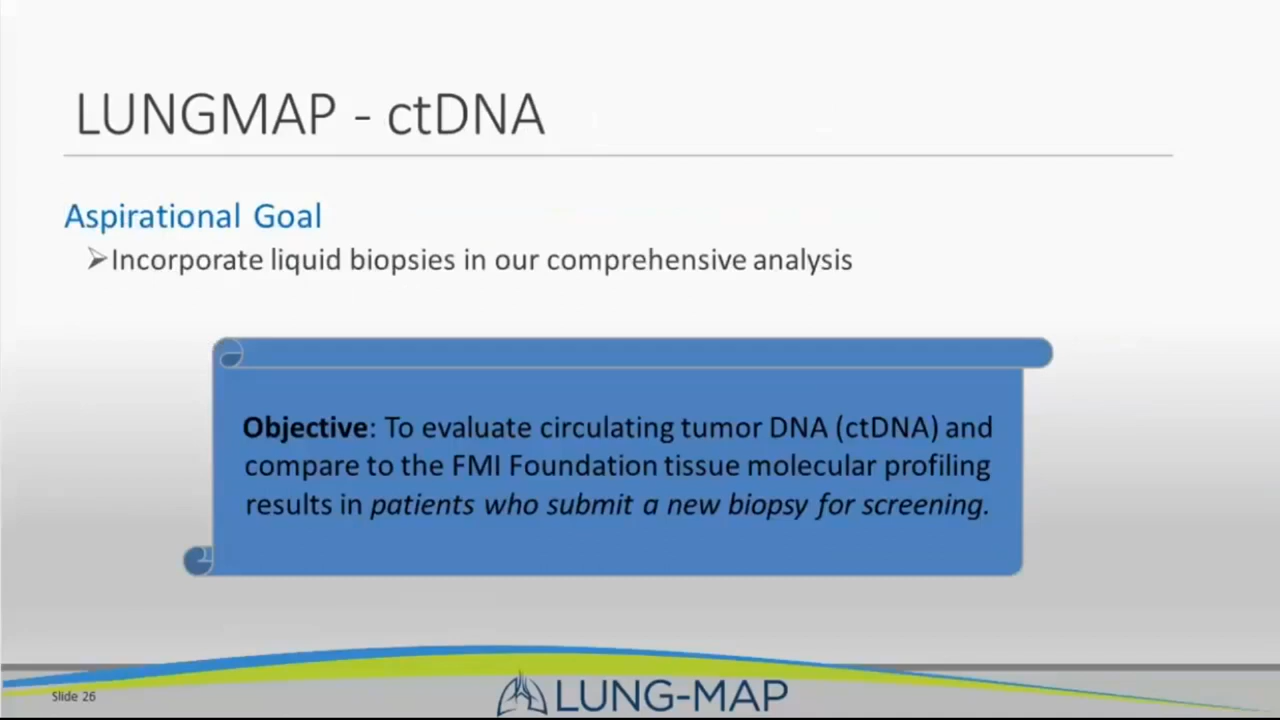 LUNGMAP - ctDNA
Aspirational Goal
Incorporate liquid biopsies in our comprehensive analysis
Objective: To evaluate circulating tumor DNA (ctDNA) and
compare to the FMI Foundation tissue molecular profiling
results in patients who submit a new biopsy for screening.
Slide 26
LUNG-MAP